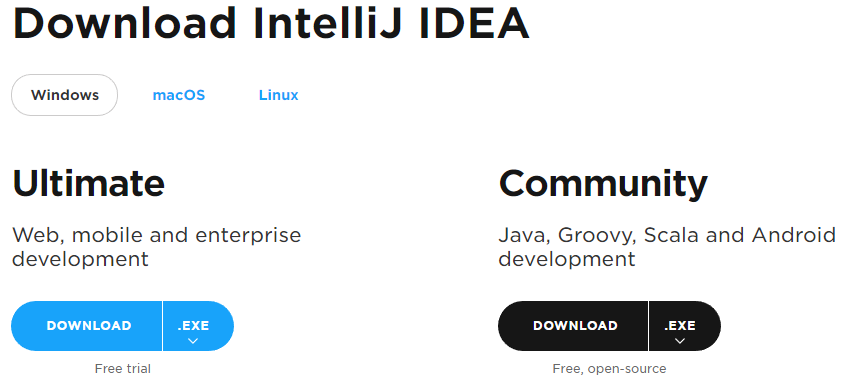 Download IntelliJ IDEA
Windows macOS Linux
Ultimate
Web, mobile and enterprise
development
DOWNLOAD .EXE
Free trial
Community
Java, Groovy, Scala and Android
development
DOWNLOAD .EXE
Free, open-source